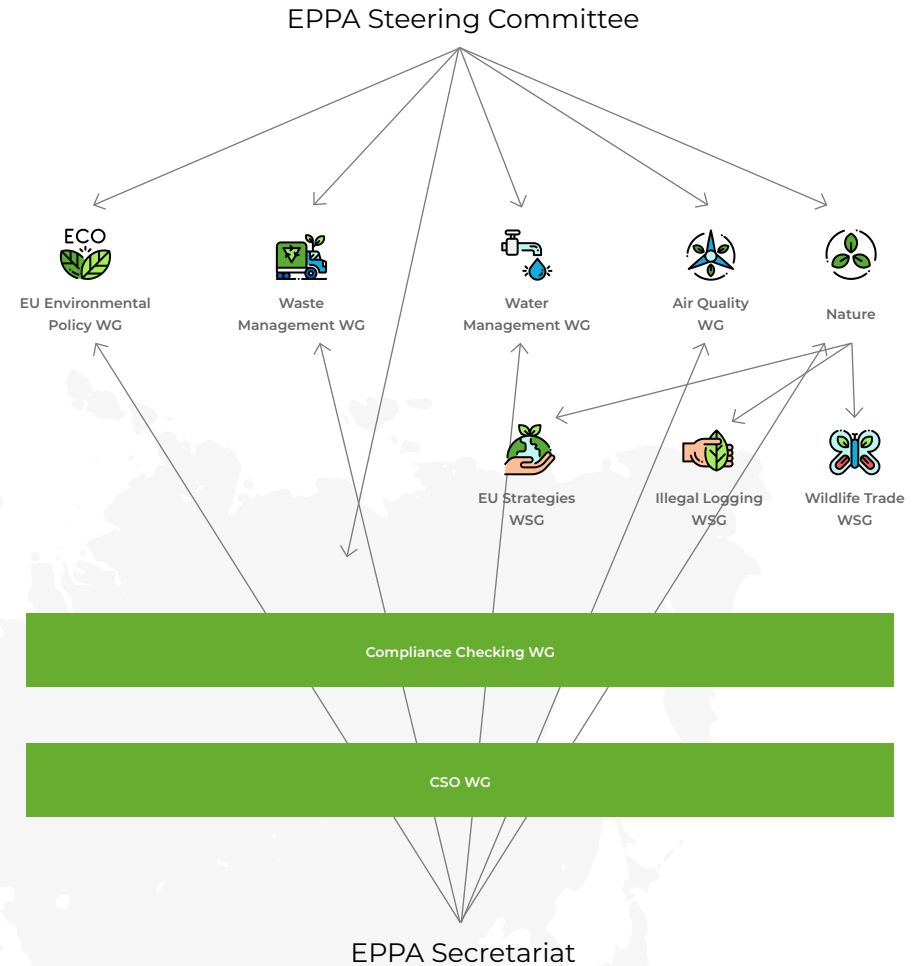 EPPA Steering Committee
ECO
EU Environmental
Policy WG
Waste
Management WG
Water
Management WG
Air Quality
WG
Nature
EU Strategies
WSG
Illegal Logging
WSG
Wildlife Trade
WSG
Compliance Checking WG
CSO WG
EPPA Secretariat